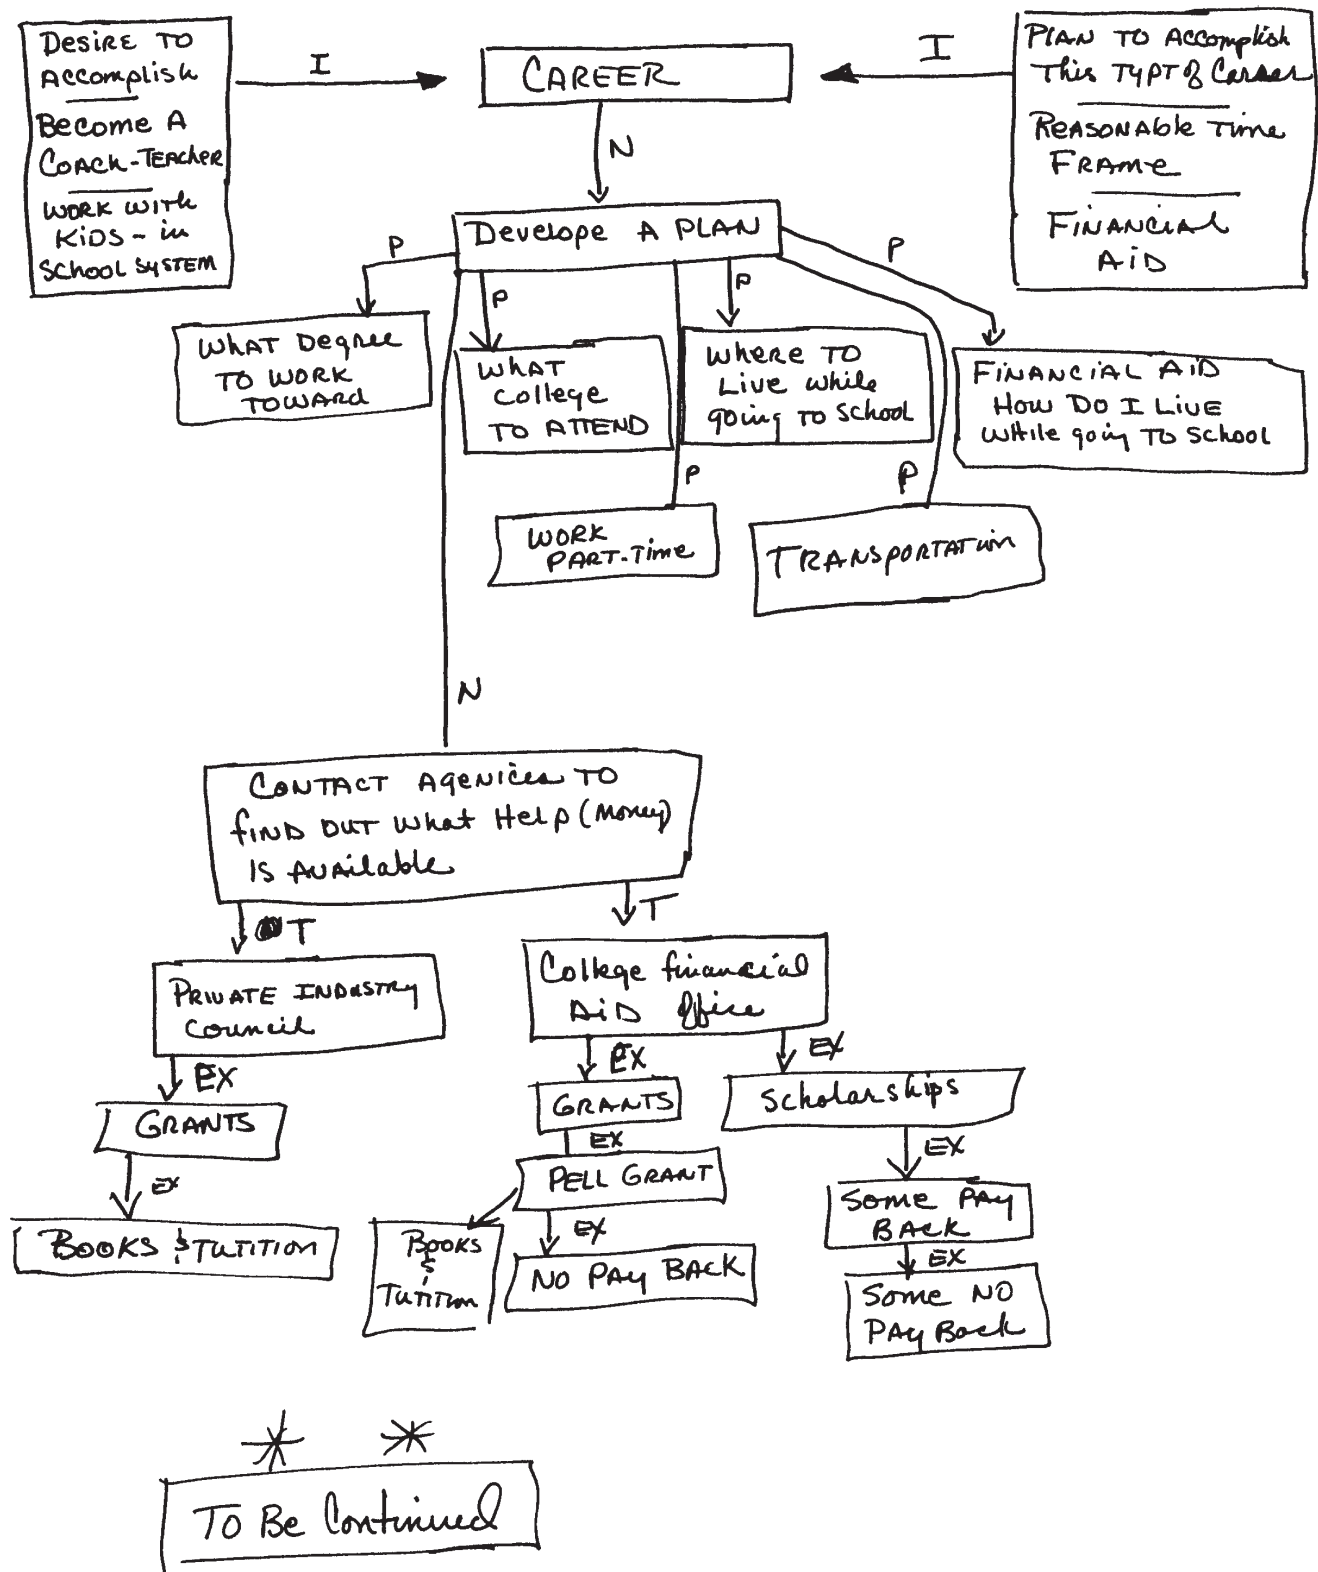 Desire to
Accomplish
Become A
Coach-Teacher
Work with
Kids - in
School System
I
Career
I
Plan to Accomplish
This Typt of Career
Reasonable Time
Frame
Financial
Aid
N
Develope A Plan
P
P
P
P
What Degree
to Work
Toward
What
College
to Attend
Where to
Live while
going to School
Financial Aid
How Do I Live
While going to School
P
P
Work
Part-Time
Transportation
N
Contact Agenices to
find out what Help (Money)
is Available
T
T
Private Industry
Council
College financial
Aid office
EX
EX
EX
Grants
Grants
Scholarships
EX
EX
EX
Pell Grant
Some Pay
Back
EX
EX
Books & Tutition
Books
&
Tutition
No Pay Back
Some No
Pay Back
To Be Continued